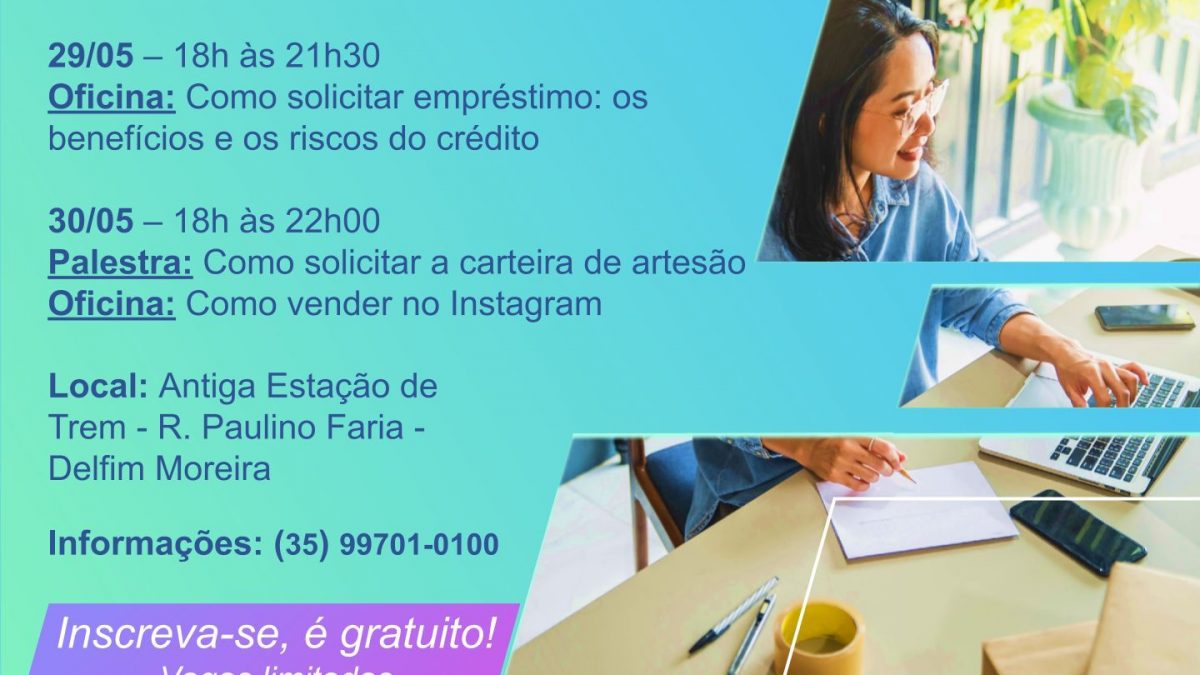 29/05 – 18h às 21h30
Oficina: Como solicitar empréstimo: os
benefícios e os riscos do crédito
30/05 – 18h às 22h00
Palestra: Como solicitar a carteira de artesão
Oficina: Como vender no Instagram
Local: Antiga Estação de
Trem - R. Paulino Faria -
Delfim Moreira
Informações: (35) 99701-0100
Inscreva-se, é gratuito!
Vagas limitadas